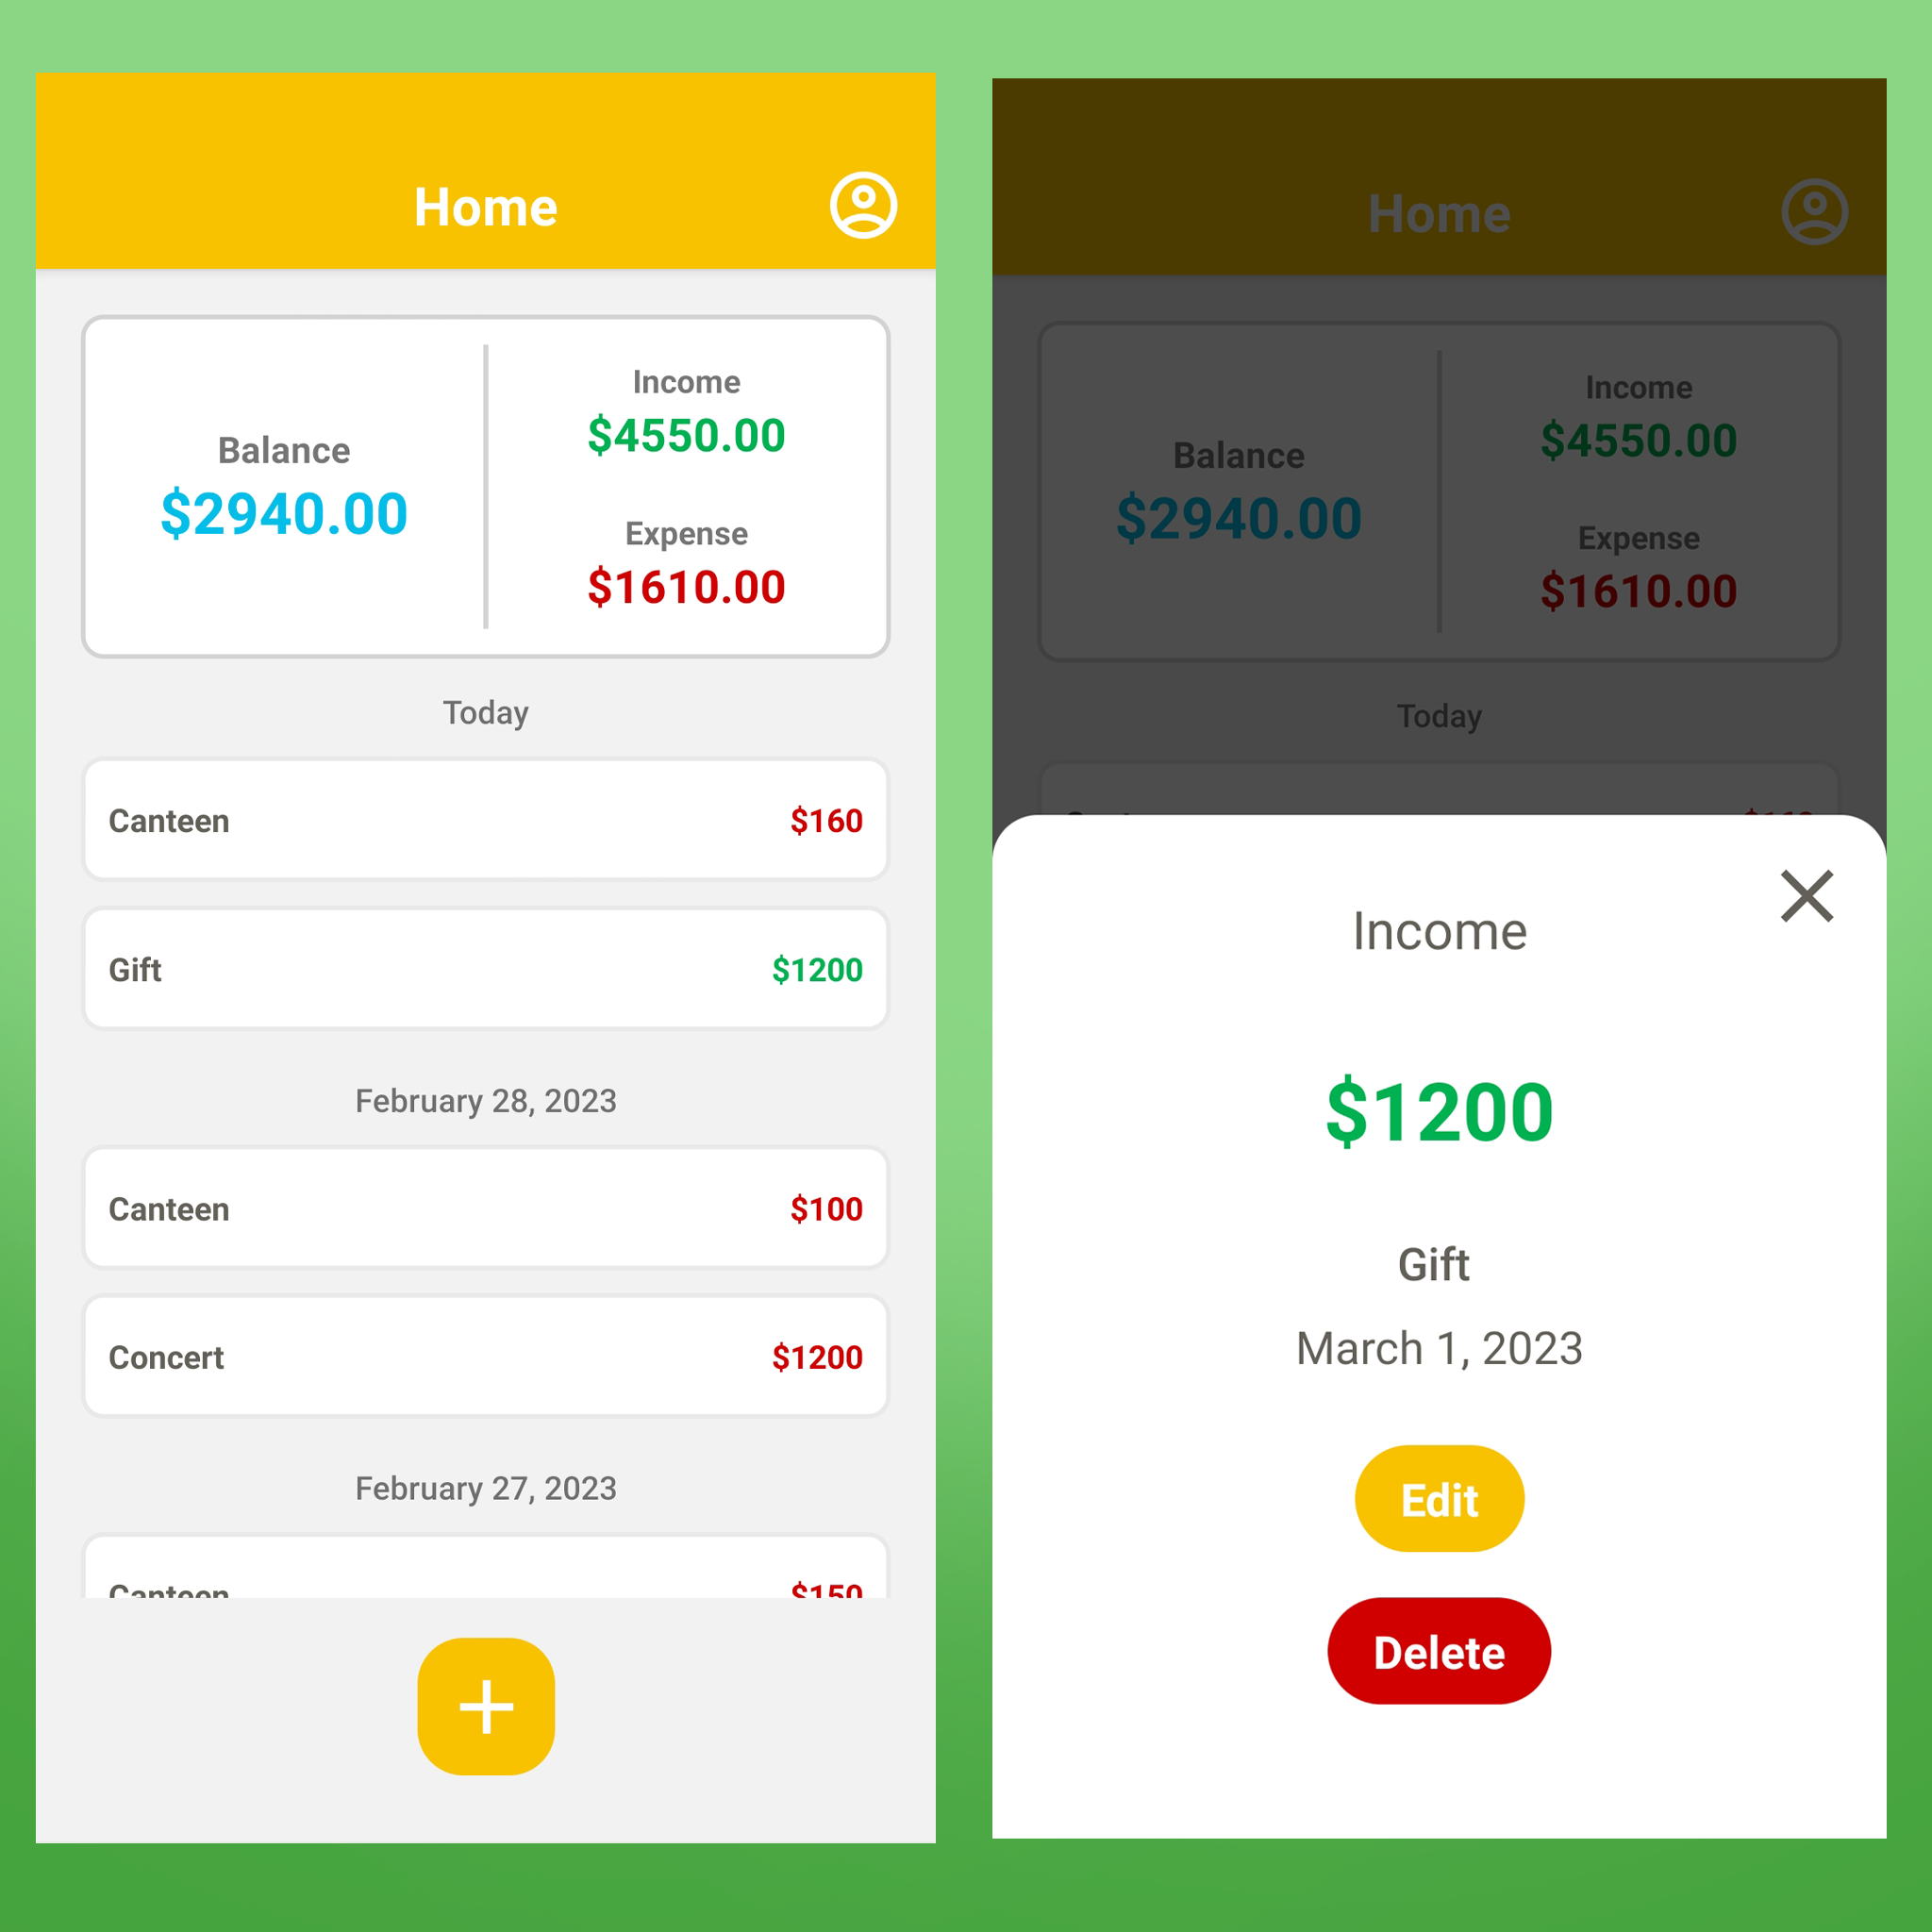 Home
Balance
$2940.00
Income
$4550.00
Expense
$1610.00
Today
Canteen $160
Gift $1200
February 28, 2023
Canteen $100
Concert $1200
February 27, 2023
Canteen $150
Home
Balance
$2940.00
Income
$4550.00
Expense
$1610.00
Today
Income
$1200
Gift
March 1, 2023
Edit
Delete